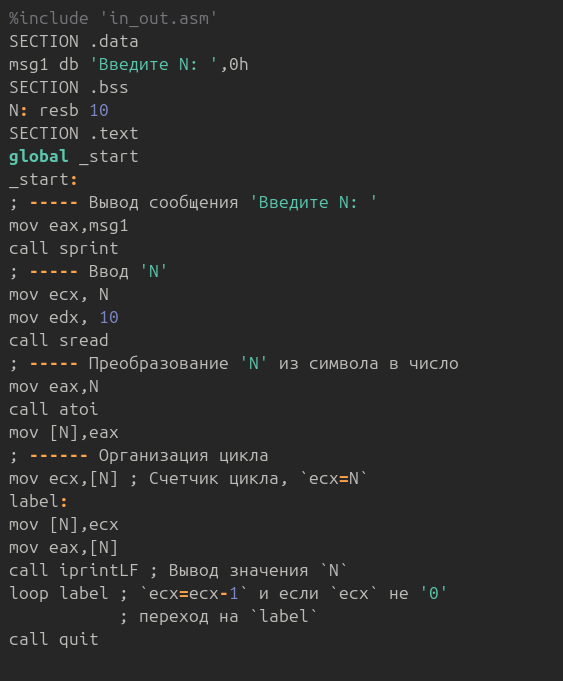 %include 'in_out.asm'
SECTION .data
msg1 db 'Введите N: ',0h
SECTION .bss
N: resb 10
SECTION .text
global _start
_start:
; ----- Вывод сообщения 'Введите N: '
mov eax,msg1
call sprint
; ----- Ввод 'N'
mov ecx, N
mov edx, 10
call sread
; ----- Преобразование 'N' из символа в число
mov eax,N
call atoi
mov [N],eax
; ------ Организация цикла
mov ecx,[N] ; Счетчик цикла, `ecx=N`
label:
mov [N],ecx
mov eax,[N]
call iprintLF ; Вывод значения `N`
loop label ; `ecx=ecx-1` и если `ecx` не '0'
; переход на `label`
call quit